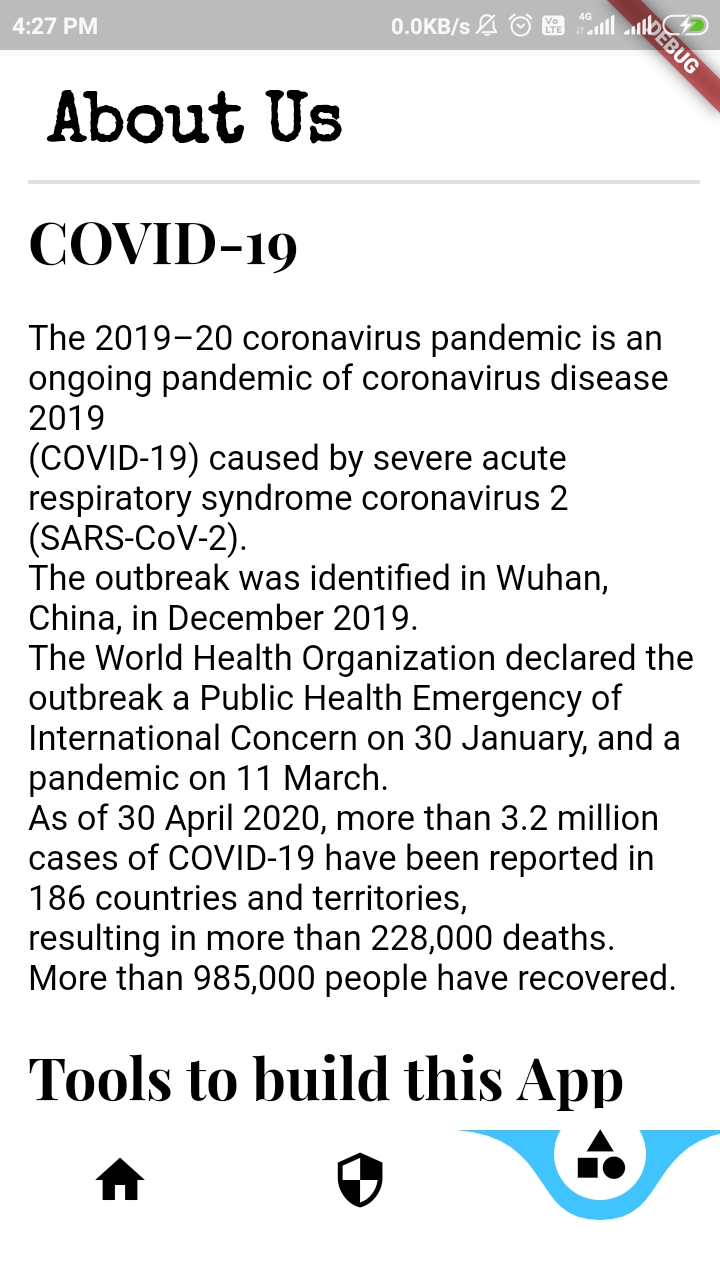 4:27 PM
0.0KB/s
Vo
LTE
4G
DEBUG
About Us
COVID-19
The 2019–20 coronavirus pandemic is an
ongoing pandemic of coronavirus disease
2019
(COVID-19) caused by severe acute
respiratory syndrome coronavirus 2
(SARS-CoV-2).
The outbreak was identified in Wuhan,
China, in December 2019.
The World Health Organization declared the
outbreak a Public Health Emergency of
International Concern on 30 January, and a
pandemic on 11 March.
As of 30 April 2020, more than 3.2 million
cases of COVID-19 have been reported in
186 countries and territories,
resulting in more than 228,000 deaths.
More than 985,000 people have recovered.
Tools to build this App